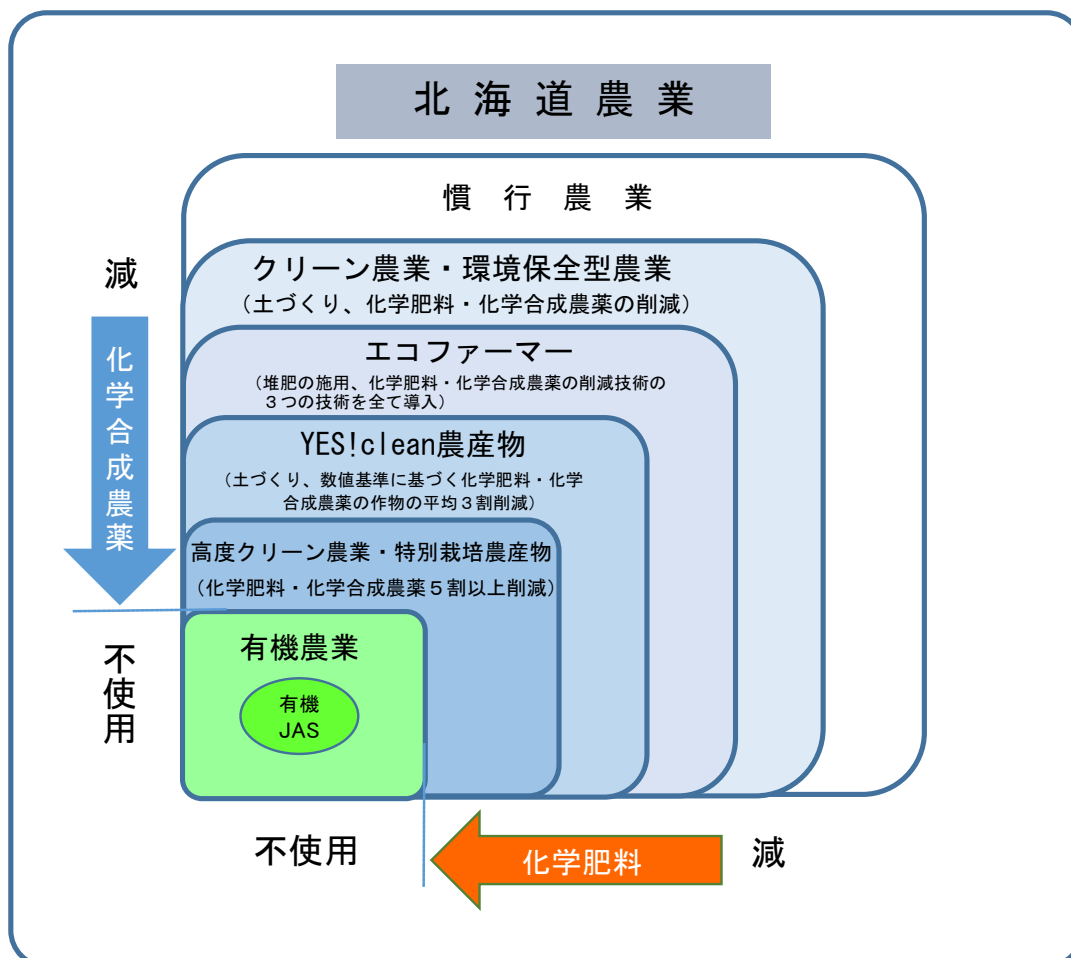 北海道農業
慣行農業
クリーン農業・環境保全型農業
（土づくり、化学肥料・化学合成農薬の削減）
エコファーマー
（堆肥の施用、化学肥料・化学合成農薬の削減技術の
３つの技術を全て導入）
YES!clean農産物
（土づくり、数値基準に基づく化学肥料・化学
合成農薬の作物の平均３割削減）
高度クリーン農業・特別栽培農産物
（化学肥料・化学合成農薬５割以上削減）
有機農業
有機
JAS
減
化学合成農薬
不使用
不使用
化学肥料
減